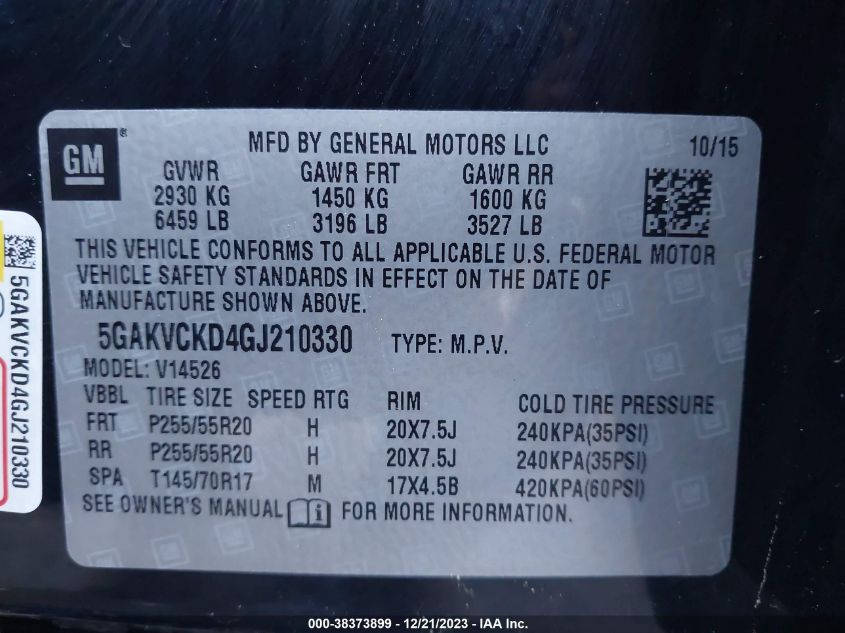 GM ®
MFD BY GENERAL MOTORS LLC 10/15
GVWR GAWR FRT GAWR RR
2930 KG 1450 KG 1600 KG
6459 LB 3196 LB 3527 LB
THIS VEHICLE CONFORMS TO ALL APPLICABLE U.S. FEDERAL MOTOR
VEHICLE SAFETY STANDARDS IN EFFECT ON THE DATE OF
MANUFACTURE SHOWN ABOVE.
5GAKVCKD4GJ210330 TYPE: M.P.V.
MODEL: V14526
VBBL TIRE SIZE SPEED RTG RIM COLD TIRE PRESSURE
FRT P255/55R20 H 20X7.5J 240KPA(35PSI)
RR P255/55R20 H 20X7.5J 240KPA(35PSI)
SPA T145/70R17 M 17X4.5B 420KPA(60PSI)
SEE OWNER'S MANUAL i FOR MORE INFORMATION.
5GAKVCKD4GJ210330
000-38373899 - 12/21/2023 - IAA Inc.